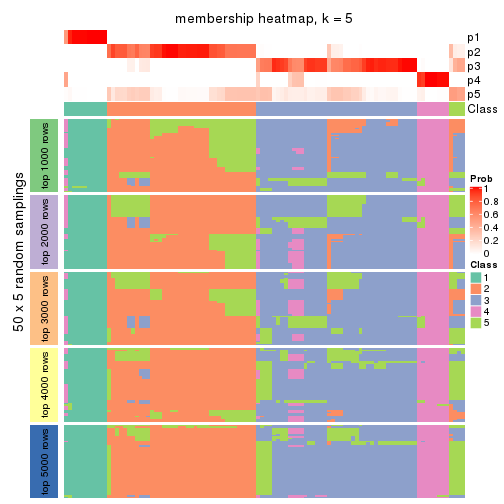 membership heatmap, k = 5
p1
p2
p3
p4
p5
Class
50 x 5 random samplings
top 1000 rows
top 2000 rows
top 3000 rows
top 4000 rows
top 5000 rows
Prob
1
0.8
0.6
0.4
0.2
0
Class
1
2
3
4
5